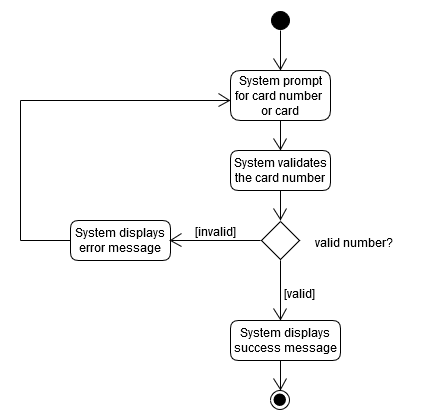 System prompt
for card number
or card
System validates
the card number
[invalid]
valid number?
System displays
error message
[valid]
System displays
success message